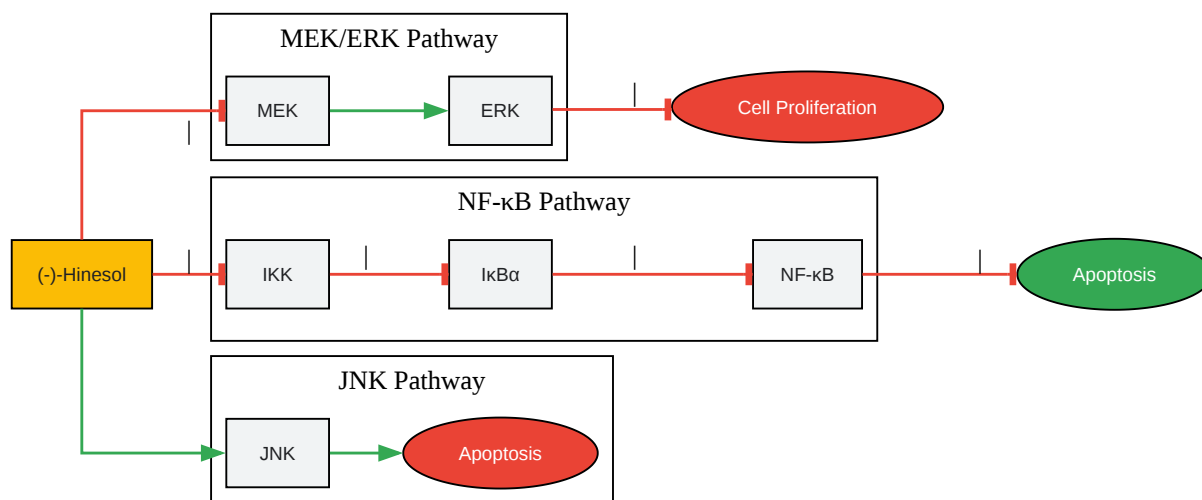 MEK/ERK Pathway
MEK
ERK
Cell Proliferation
NF-κB Pathway
(-)-Hinesol
IKK
IκBα
NF-κB
Apoptosis
JNK Pathway
JNK
Apoptosis